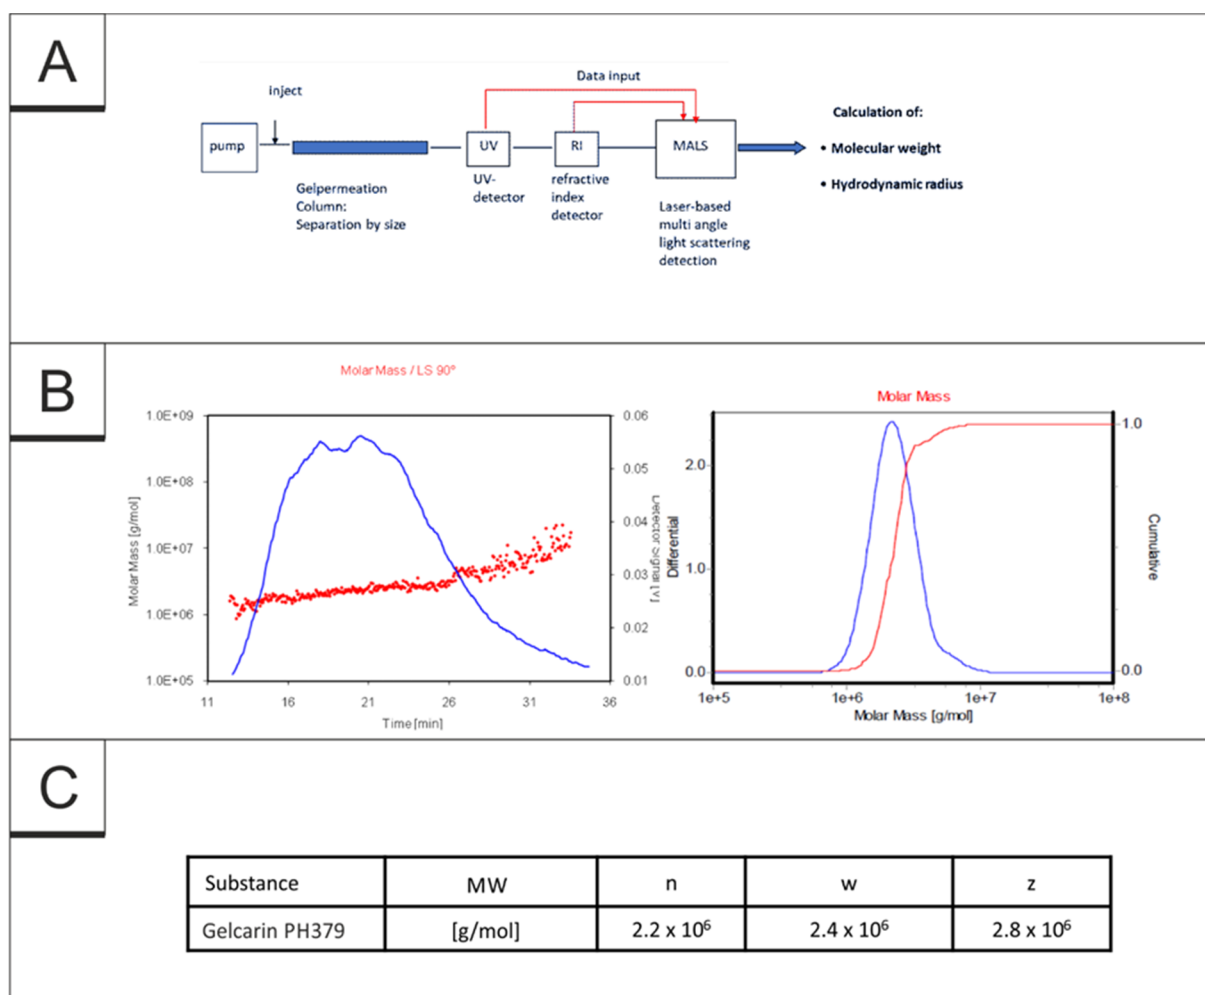 A
Data input
inject
Calculation of:
pump
UV
RI
MALS
• Molecular weight
• Hydrodynamic radius
Gelpermeation
Column:
Separation by size
UV-
detector
refractive
index
detector
Laser-based
multi angle
light scattering
detection
B
Molar Mass / LS 90°
1.0E+09
1.0E+08
1.0E+07
1.0E+06
1.0E+05
Molar Mass [g/mol]
0.06
0.05
0.04
0.03
0.02
0.01
Detector Signal [V]
11
16
21
26
31
36
Time [min]
Molar Mass
2.0
1.0
0.0
Differential
1.0
0.0
Cumulative
1e+5
1e+6
1e+7
1e+8
Molar Mass [g/mol]
C
Substance MW n w z
Gelcarin PH379 [g/mol] 2.2 x 10⁶ 2.4 x 10⁶ 2.8 x 10⁶